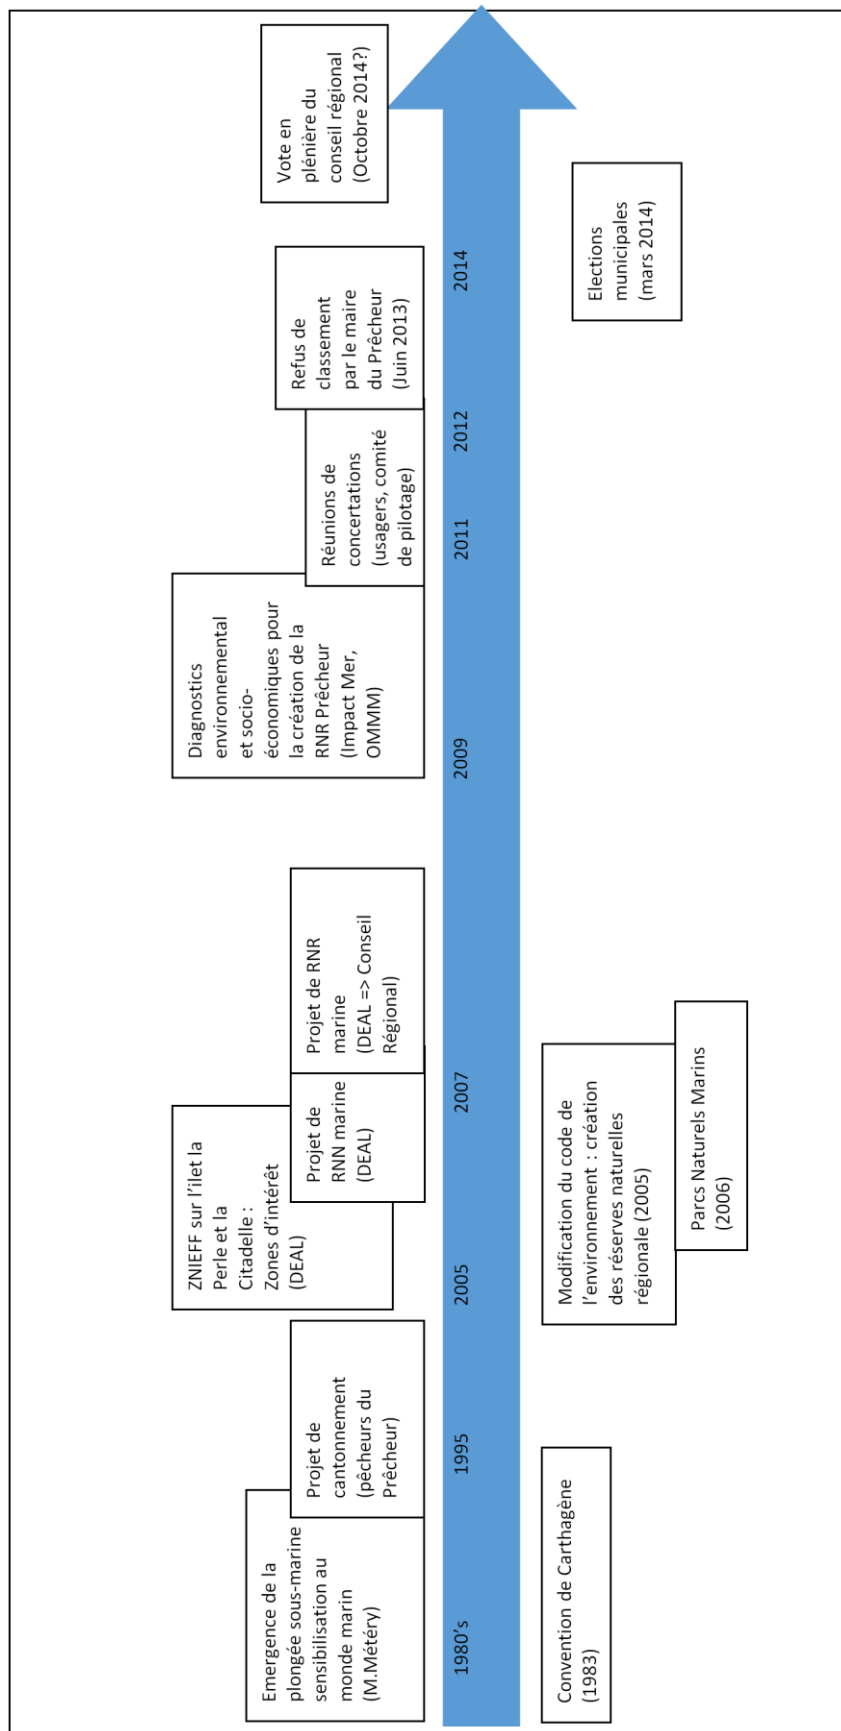 Emergence de la
plongée sous-marine
sensibilisation au
monde marin
(M.Météry)
Projet de
cantonnement
(pêcheurs du
Prêcheur)
ZNIEFF sur l'ilet la
Perle et la
Citadelle :
Zones d'intérêt
(DEAL)
Projet de
RNN marine
(DEAL)
Projet de RNR
marine
(DEAL => Conseil
Régional)
Diagnostics
environnemental
et socio-
économiques pour
la création de la
RNR Prêcheur
(Impact Mer,
OMMM)
Réunions de
concertations
(usagers, comité
de pilotage)
Refus de
classement
par le maire
du Prêcheur
(Juin 2013)
Vote en
plénière du
conseil régional
(Octobre 2014?)
1980's
1995
2005
2007
2009
2011
2012
2014
Convention de Carthagène
(1983)
Modification du code de
l'environnement : création
des réserves naturelles
régionale (2005)
Parcs Naturels Marins
(2006)
Elections
municipales
(mars 2014)